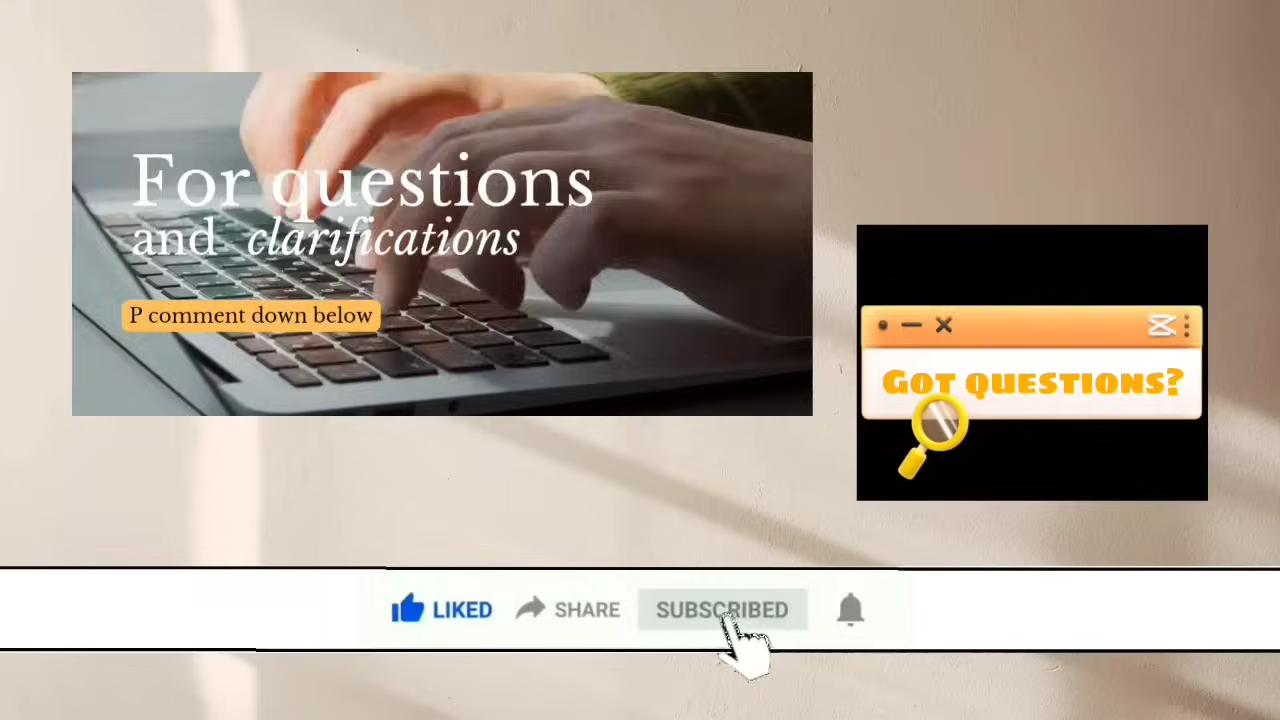 For questions
and clarifications
P comment down below
GOT QUESTIONS?
LIKED SHARE SUBSCRIBED